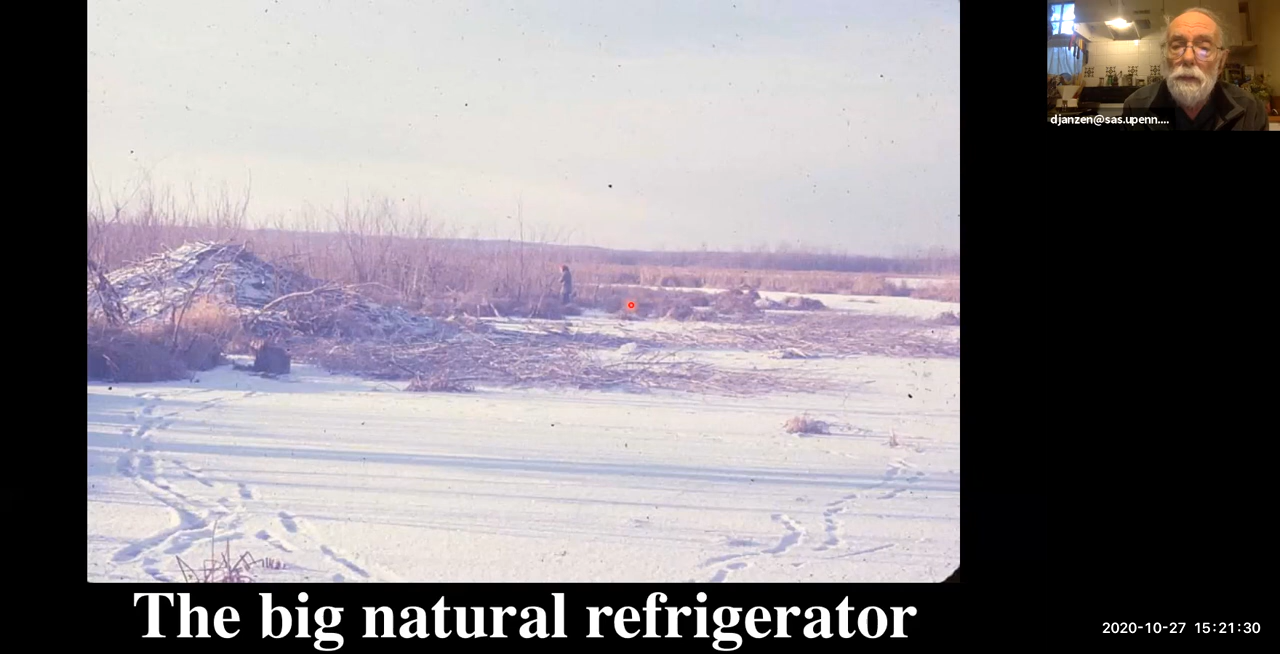 djanzen@sas.upenn....
The big natural refrigerator
2020-10-27 15:21:30